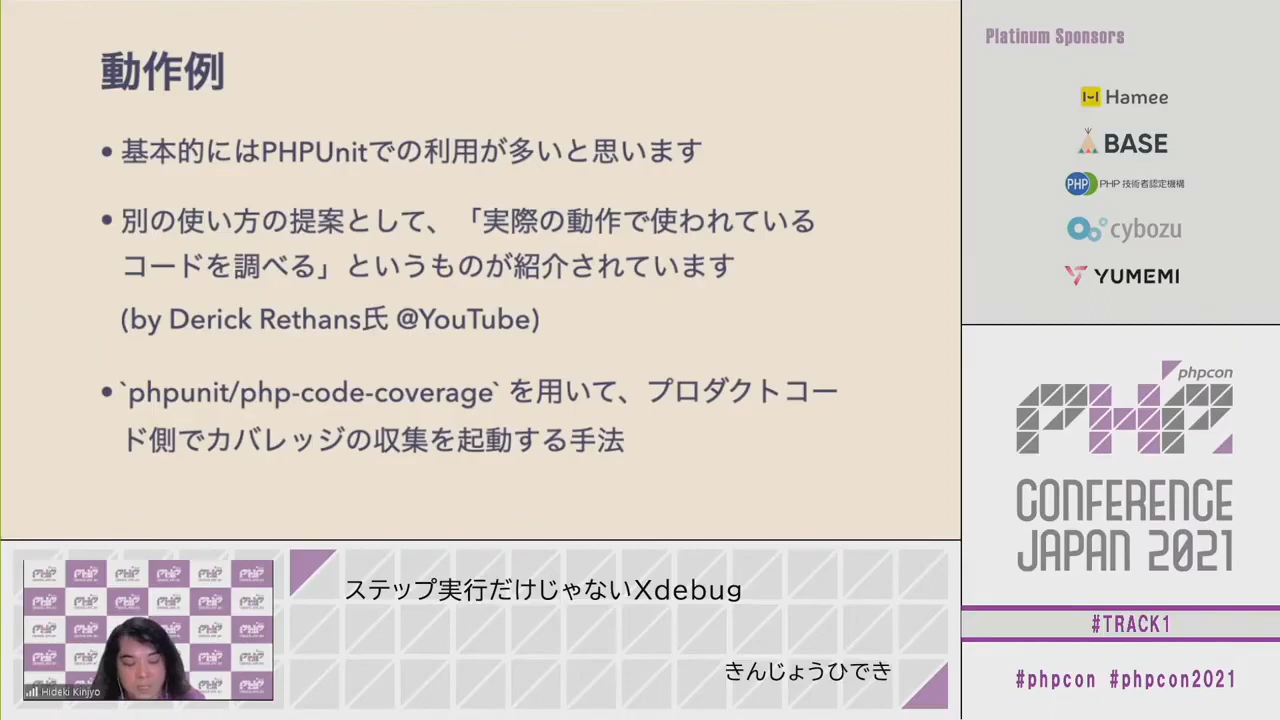 動作例
• 基本的にはPHPUnitでの利用が多いと思います
• 別の使い方の提案として、「実際の動作で使われている
コードを調べる」というものが紹介されています
(by Derick Rethans氏 @YouTube)
• `phpunit/php-code-coverage` を用いて、プロダクトコー
ド側でカバレッジの収集を起動する手法
Platinum Sponsors
Hamee
BASE
PHP PHP 技術者認定機構
cybozu
YUMEMI
phpcon
PHP
CONFERENCE
JAPAN 2021
#TRACK1
#phpcon #phpcon2021
ステップ実行だけじゃないXdebug
きんじょうひでき
Hideki Kinjyo